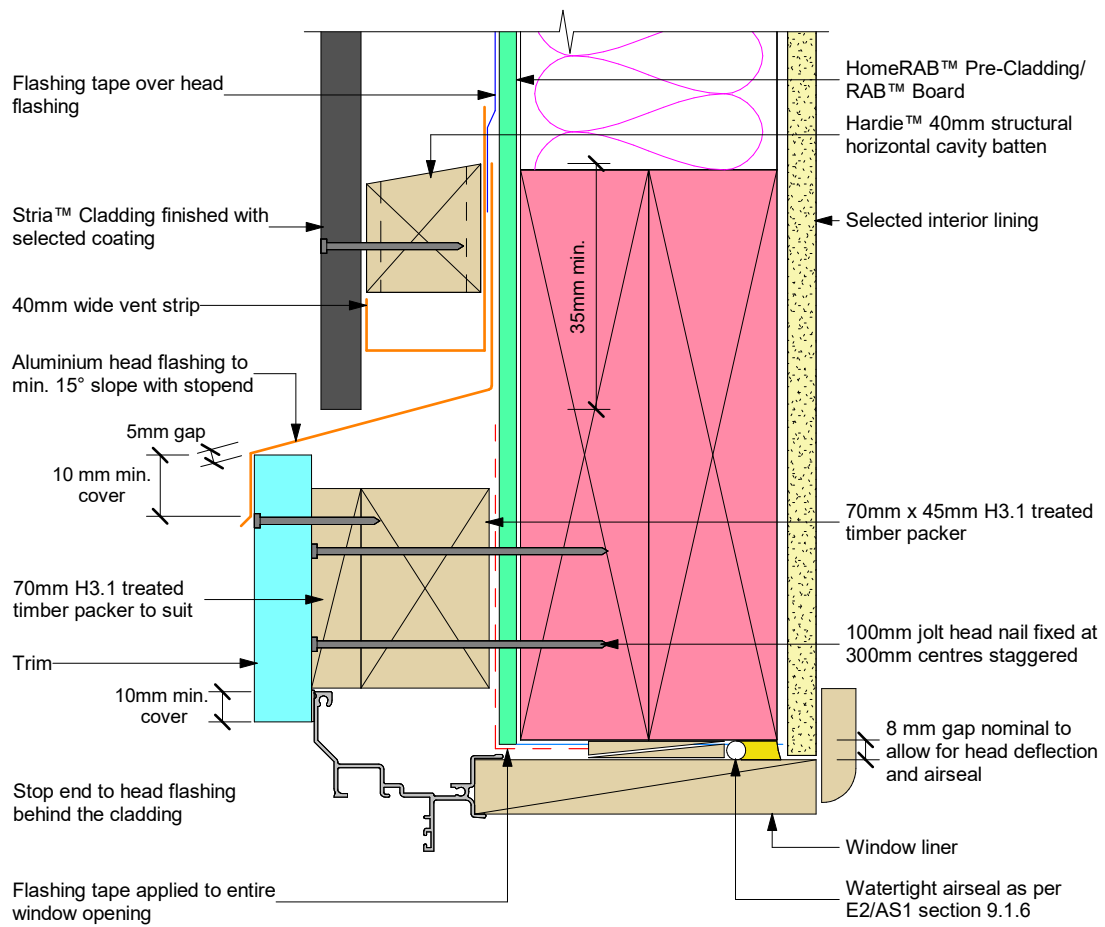 Flashing tape over head
flashing
Stria™ Cladding finished with
selected coating
40mm wide vent strip
Aluminium head flashing to
min. 15° slope with stopend
5mm gap
10 mm min.
cover
70mm H3.1 treated
timber packer to suit
Trim
10mm min.
cover
Stop end to head flashing
behind the cladding
Flashing tape applied to entire
window opening
35mm min.
HomeRAB™ Pre-Cladding/
RAB™ Board
Hardie™ 40mm structural
horizontal cavity batten
Selected interior lining
70mm x 45mm H3.1 treated
timber packer
100mm jolt head nail fixed at
300mm centres staggered
8 mm gap nominal to
allow for head deflection
and airseal
Window liner
Watertight airseal as per
E2/AS1 section 9.1.6